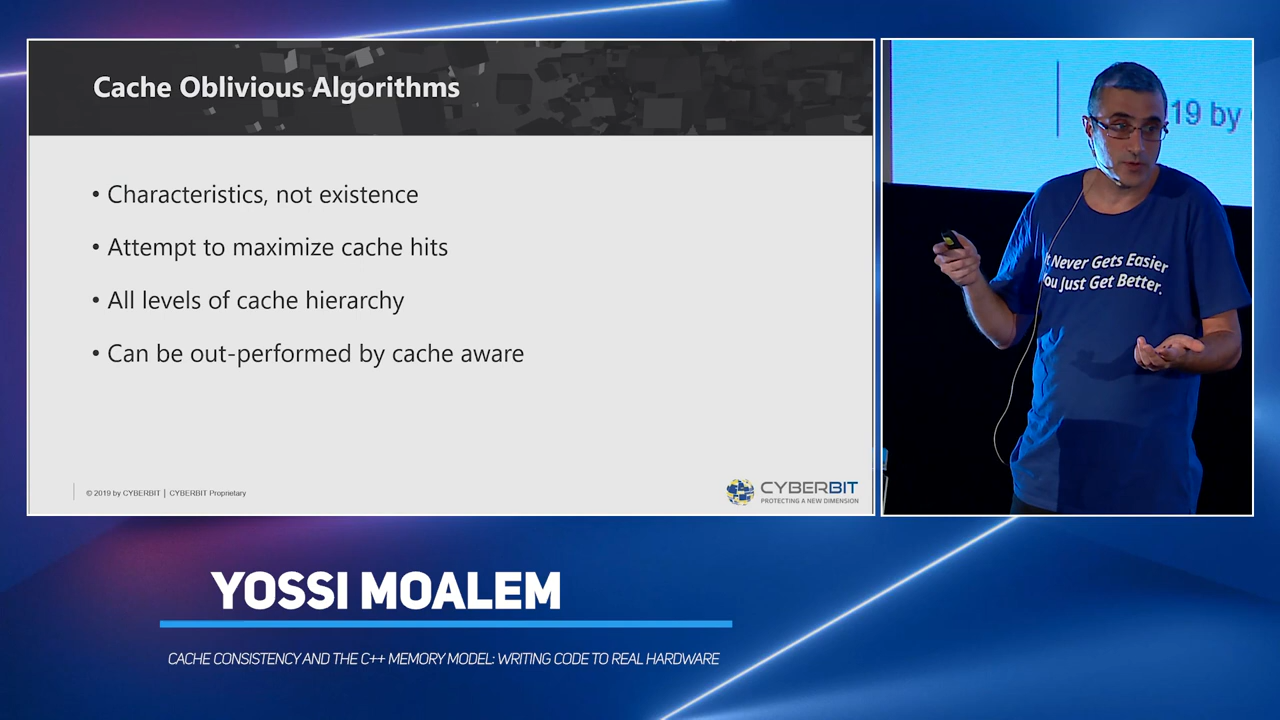 Cache Oblivious Algorithms
• Characteristics, not existence
• Attempt to maximize cache hits
• All levels of cache hierarchy
• Can be out-performed by cache aware
© 2019 by CYBERBIT | CYBERBIT Proprietary
CYBERBIT
PROTECTING A NEW DIMENSION
19 by
t Never Gets Easier
ou Just Get Better.
YOSSI MOALEM
CACHE CONSISTENCY AND THE C++ MEMORY MODEL: WRITING CODE TO REAL HARDWARE